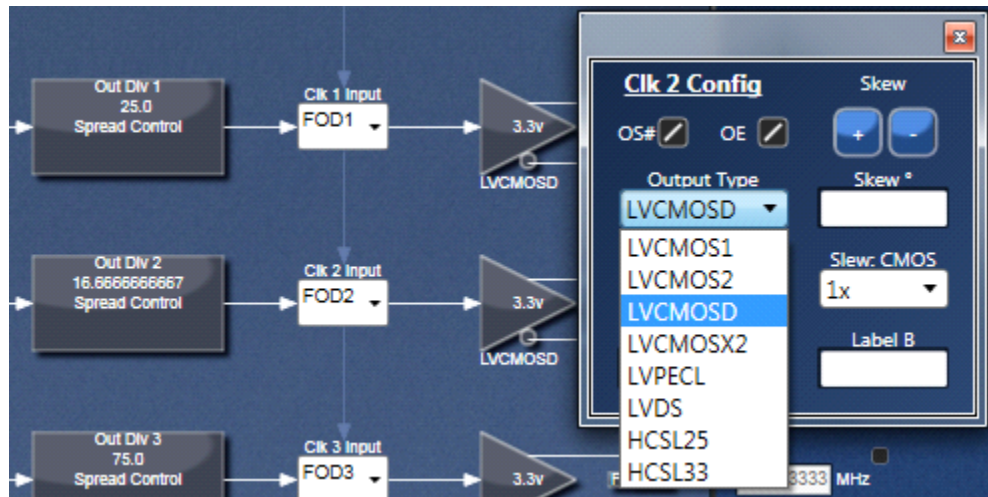 Out Div 1
25.0
Spread Control
Clk 1 Input
FOD1
3.3v
LVCMOSD
Out Div 2
16.6666666667
Spread Control
Clk 2 Input
FOD2
3.3v
LVCMOSD
Out Div 3
75.0
Spread Control
Clk 3 Input
FOD3
3.3v
Clk 2 Config
Skew
OS#
OE
+
-
Output Type
Skew °
LVCMOSD
LVCMOS1
LVCMOS2
LVCMOSD
LVCMOSX2
LVPECL
LVDS
HCSL25
HCSL33
Slew: CMOS
1x
Label B
3333 MHz